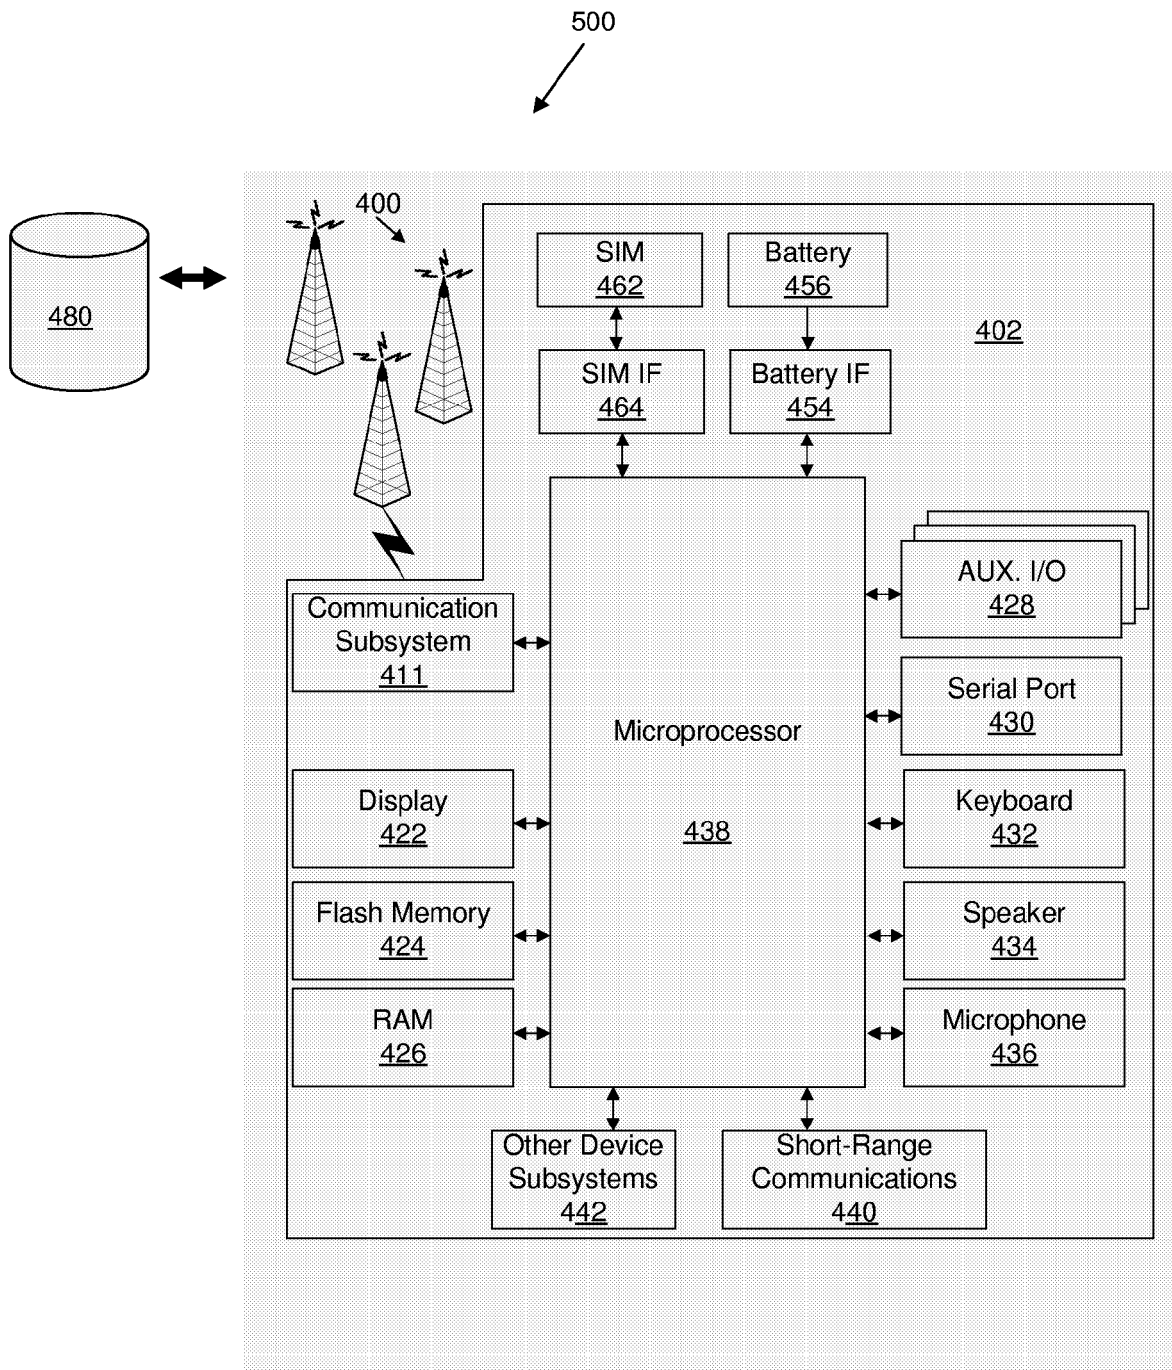 500
400
480
SIM
462
Battery
456
402
SIM IF
464
Battery IF
454
AUX. I/O
428
Communication
Subsystem
411
Serial Port
430
Microprocessor
438
Display
422
Keyboard
432
Flash Memory
424
Speaker
434
RAM
426
Microphone
436
Other Device
Subsystems
442
Short-Range
Communications
440